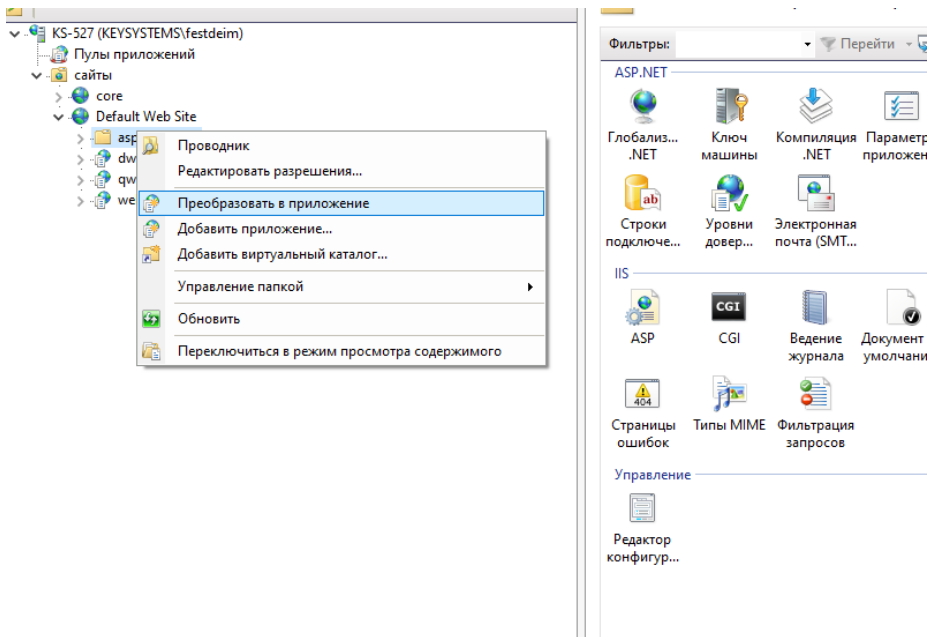 KS-527 (KEYSYSTEMS\festdeim)
Пулы приложений
сайты
core
Default Web Site
asp
dw
qw
we
Проводник
Редактировать разрешения...
Преобразовать в приложение
Добавить приложение...
Добавить виртуальный каталог...
Управление папкой
Обновить
Переключиться в режим просмотра содержимого
Фильтры:
Перейти
ASP.NET
Глобализ...
.NET
Ключ
машины
Компиляция
.NET
Параметр
приложен
Строки
подключе...
Уровни
довер...
Электронная
почта (SMT...
ab
IIS
ASP
CGI
CGI
Ведение
журнала
Документ
умолчани
404
Страницы
ошибок
Типы MIME
Фильтрация
запросов
Управление
Редактор
конфигур...